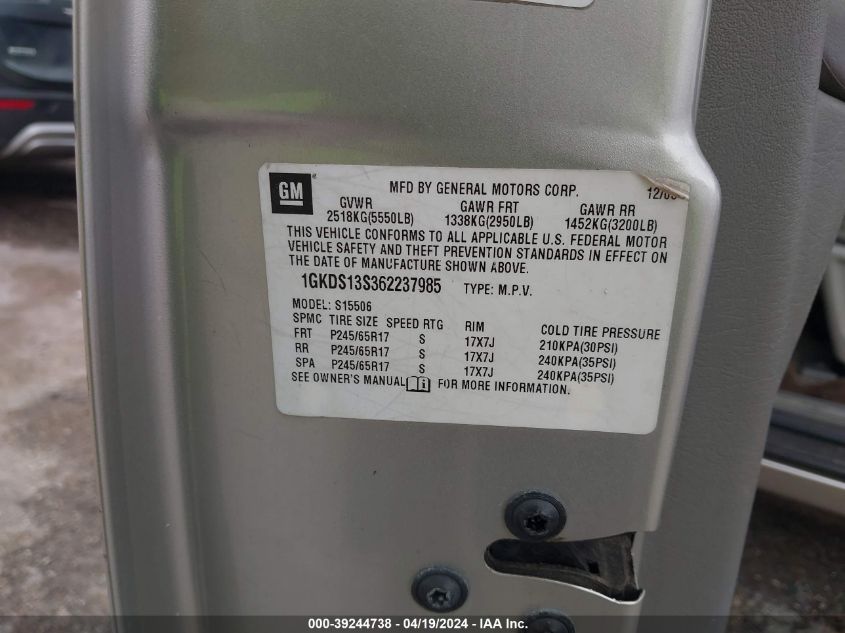 GM
MFD BY GENERAL MOTORS CORP.
GVWR GAWR FRT GAWR RR
2518KG(5550LB) 1338KG(2950LB) 1452KG(3200LB)
THIS VEHICLE CONFORMS TO ALL APPLICABLE U.S. FEDERAL MOTOR
VEHICLE SAFETY AND THEFT PREVENTION STANDARDS IN EFFECT ON
THE DATE OF MANUFACTURE SHOWN ABOVE.
1GKDS13S362237985 TYPE: M.P.V.
MODEL: S15506
SPMC TIRE SIZE SPEED RTG RIM COLD TIRE PRESSURE
FRT P245/65R17 S 17X7J 210KPA(30PSI)
RR P245/65R17 S 17X7J 240KPA(35PSI)
SPA P245/65R17 S 17X7J 240KPA(35PSI)
SEE OWNER'S MANUAL FOR MORE INFORMATION.
000-39244738 - 04/19/2024 - IAA Inc.